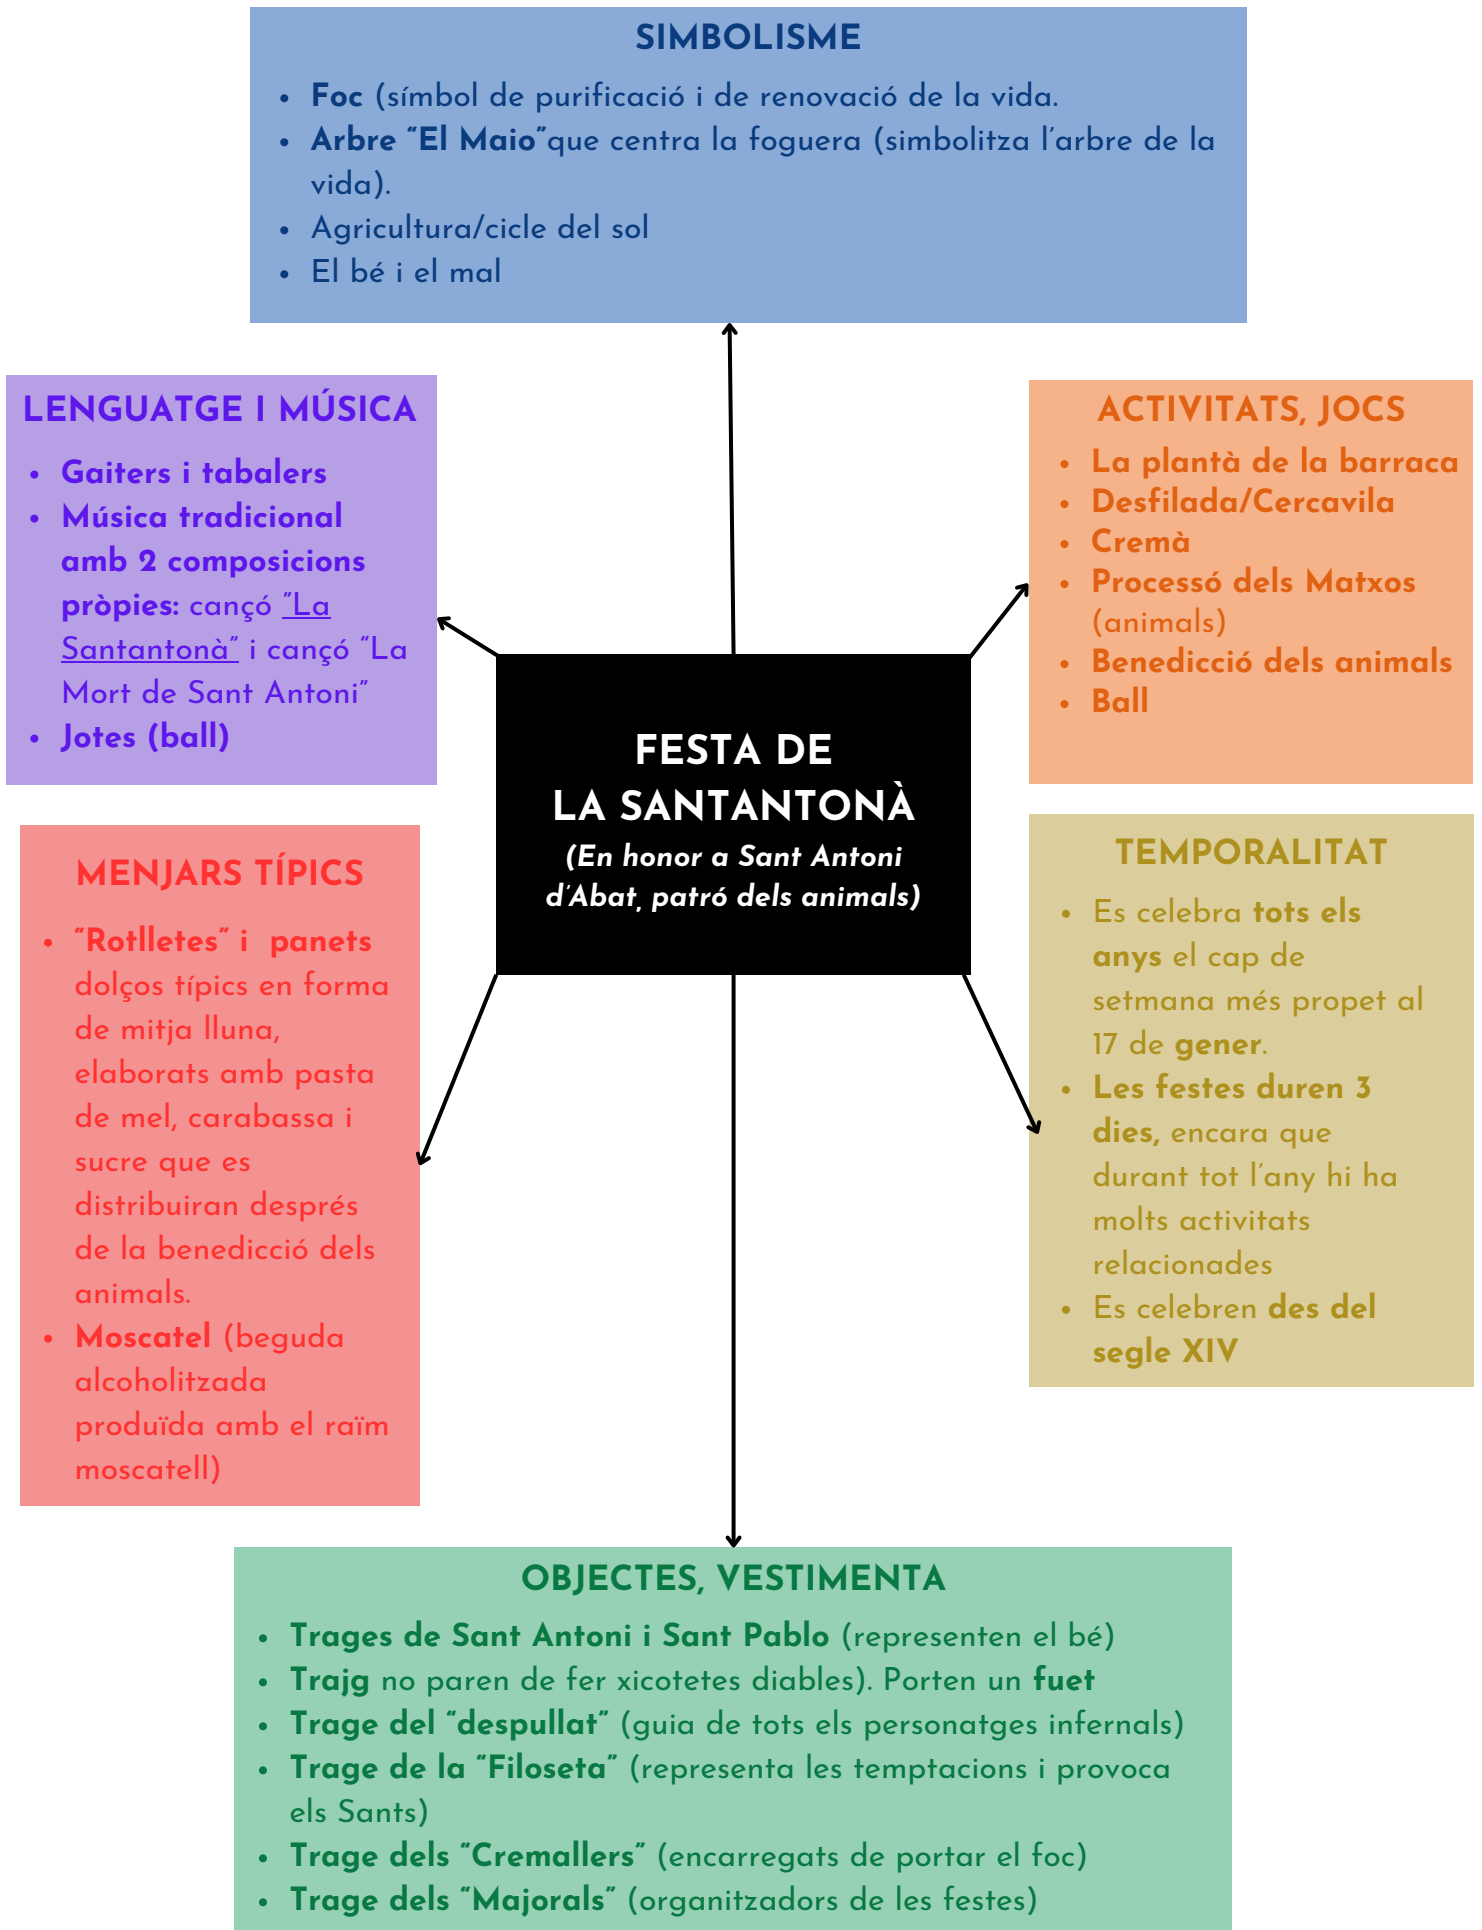 SIMBOLISME
• Foc (símbol de purificació i de renovació de la vida.
• Arbre “El Maio”que centra la foguera (simbolitza l’arbre de la
vida).
• Agricultura/cicle del sol
• El bé i el mal
LENGUATGE I MÚSICA
• Gaiters i tabalers
• Música tradicional
amb 2 composicions
pròpies: cançó ”La
Santantonà” i cançó “La
Mort de Sant Antoni”
• Jotes (ball)
ACTIVITATS, JOCS
• La plantà de la barraca
• Desfilada/Cercavila
• Cremà
• Processó dels Matxos
(animals)
• Benedicció dels animals
• Ball
FESTA DE
LA SANTANTONÀ
(En honor a Sant Antoni
d’Abat, patró dels animals)
MENJARS TÍPICS
• “Rotlletes” i panets
dolços típics en forma
de mitja lluna,
elaborats amb pasta
de mel, carabassa i
sucre que es
distribuiran després
de la benedicció dels
animals.
• Moscatel (beguda
alcoholitzada
produïda amb el raïm
moscatell)
TEMPORALITAT
• Es celebra tots els
anys el cap de
setmana més propet al
17 de gener.
• Les festes duren 3
dies, encara que
durant tot l’any hi ha
molts activitats
relacionades
• Es celebren des del
segle XIV
OBJECTES, VESTIMENTA
• Trages de Sant Antoni i Sant Pablo (representen el bé)
• Trajg no paren de fer xicotetes diables). Porten un fuet
• Trage del “despullat” (guia de tots els personatges infernals)
• Trage de la “Filoseta” (representa les temptacions i provoca
els Sants)
• Trage dels “Cremallers” (encarregats de portar el foc)
• Trage dels “Majorals” (organitzadors de les festes)